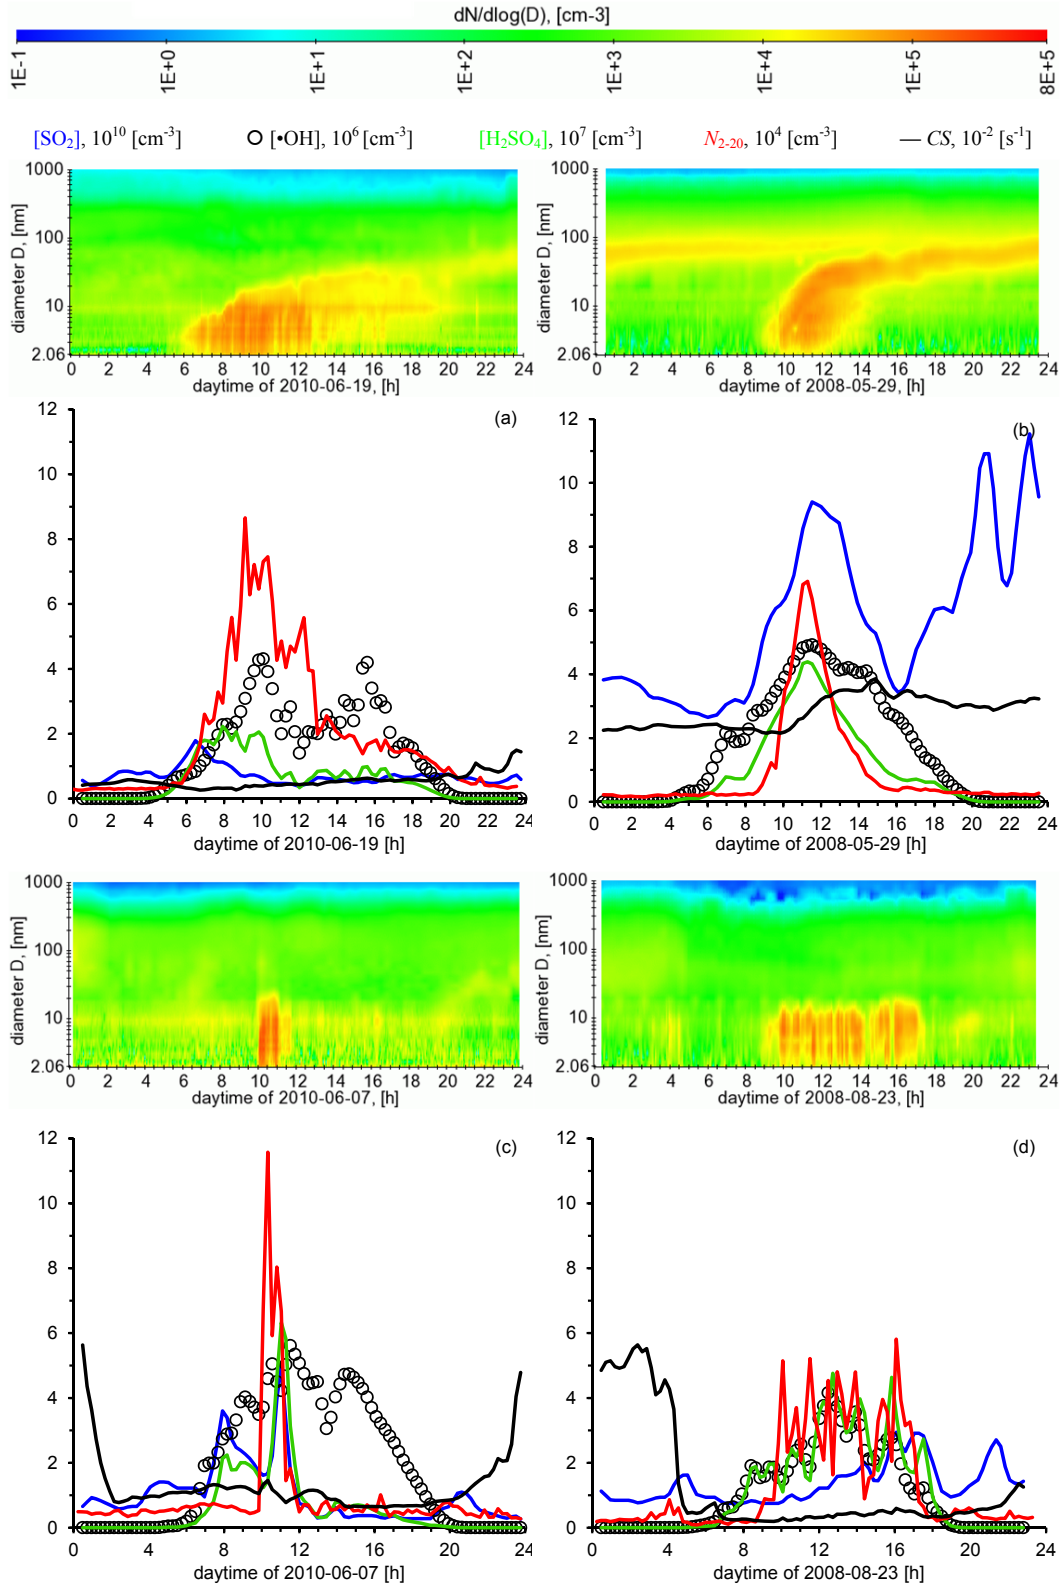 dN/dlog(D), [cm-3]
1E-1 1E+0 1E+1 1E+2 1E+3 1E+4 1E+5 8E+5
[SO2], 10^10 [cm^-3] [•OH], 10^6 [cm^-3] [H2SO4], 10^7 [cm^-3] N2-20, 10^4 [cm^-3] — CS, 10^-2 [s^-1]
diameter D, [nm]
1000
100
10
2.06
0 2 4 6 8 10 12 14 16 18 20 22 24
daytime of 2010-06-19, [h]
diameter D, [nm]
1000
100
10
2.06
0 2 4 6 8 10 12 14 16 18 20 22 24
daytime of 2008-05-29, [h]
(a)
12
10
8
6
4
2
0
0 2 4 6 8 10 12 14 16 18 20 22 24
daytime of 2010-06-19 [h]
(b)
12
10
8
6
4
2
0
0 2 4 6 8 10 12 14 16 18 20 22 24
daytime of 2008-05-29 [h]
diameter D, [nm]
1000
100
10
2.06
0 2 4 6 8 10 12 14 16 18 20 22 24
daytime of 2010-06-07, [h]
diameter D, [nm]
1000
100
10
2.06
0 2 4 6 8 10 12 14 16 18 20 22 24
daytime of 2008-08-23, [h]
(c)
12
10
8
6
4
2
0
0 4 8 12 16 20 24
daytime of 2010-06-07 [h]
(d)
12
10
8
6
4
2
0
0 4 8 12 16 20 24
daytime of 2008-08-23 [h]